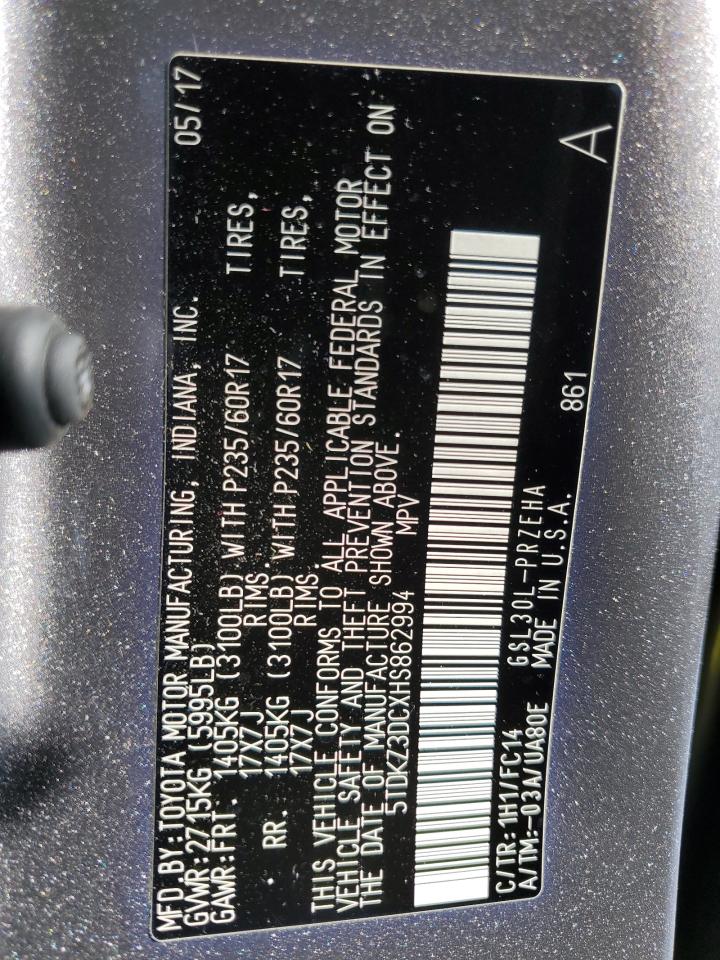 MFD.BY:TOYOTA MOTOR MANUFACTURING, INDIANA, INC. 05/17
GVWR:2715KG (5995LB)
GAWR:FRT. 1405KG (3100LB) WITH P235/60R17 TIRES,
17X7J RIMS.
RR. 1405KG (3100LB) WITH P235/60R17 TIRES,
17X7J RIMS.
THIS VEHICLE CONFORMS TO ALL APPLICABLE FEDERAL MOTOR
VEHICLE SAFETY AND THEFT PREVENTION STANDARDS IN EFFECT ON
THE DATE OF MANUFACTURE SHOWN ABOVE.
5TDKZ3DCXHS862994 MPV
C/TR:1H1/FC14 GSL30L-PRZEHA
A/TM:-03A/UA80E MADE IN U.S.A. 861
A